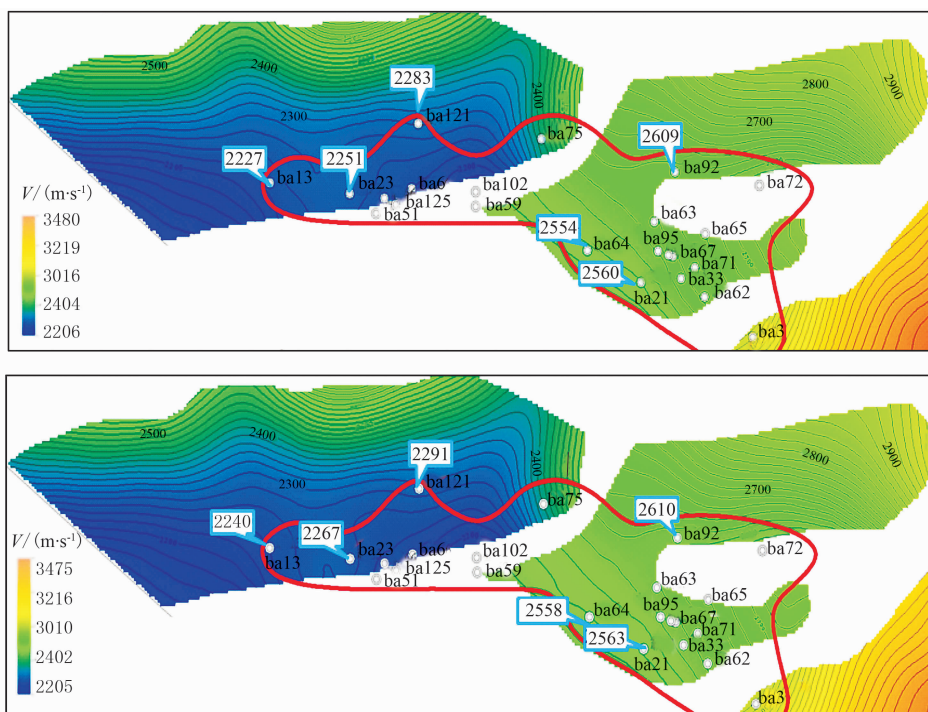 2500
2400
2283
2300
ba121
2400
ba75
2800
2900
2700
2609
ba92
2227
ba13
2251
ba23
ba6
ba125
ba51
ba102
ba59
ba72
V/(m·s⁻¹)
3480
3219
3016
2404
2206
2554
ba64
2560
ba21
ba63
ba65
ba95
ba67
ba71
ba33
ba62
ba3
2500
2400
2291
2300
ba121
2400
ba75
2800
2900
2700
2610
ba92
2240
ba13
2267
ba23
ba6
ba125
ba51
ba102
ba59
ba72
V/(m·s⁻¹)
3475
3216
3010
2402
2205
2558
ba64
2563
ba21
ba63
ba65
ba95
ba67
ba71
ba33
ba62
ba3